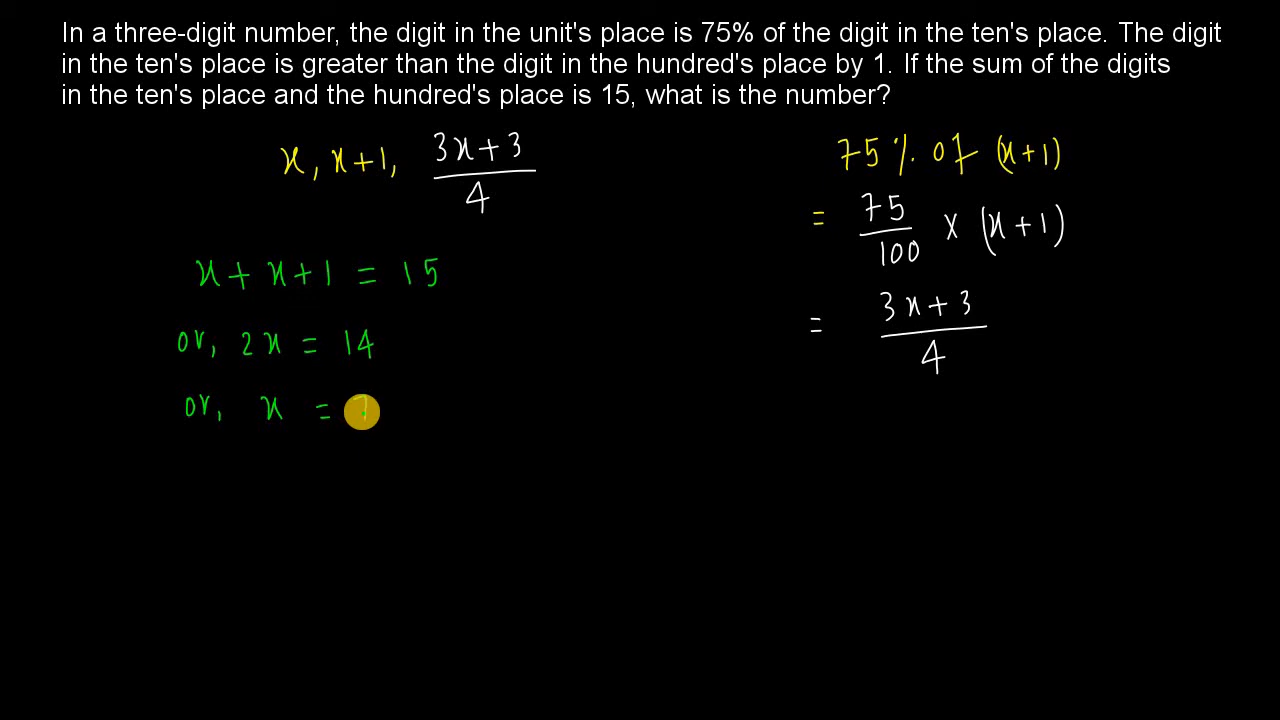 In a three-digit number, the digit in the unit's place is 75% of the digit in the ten's place. The digit
in the ten's place is greater than the digit in the hundred's place by 1. If the sum of the digits
in the ten's place and the hundred's place is 15, what is the number?
x, x+1, (3x+3)/4
x + x + 1 = 15
or, 2x = 14
or, x = 7
75% of (x+1)
= 75/100 × (x+1)
= (3x+3)/4